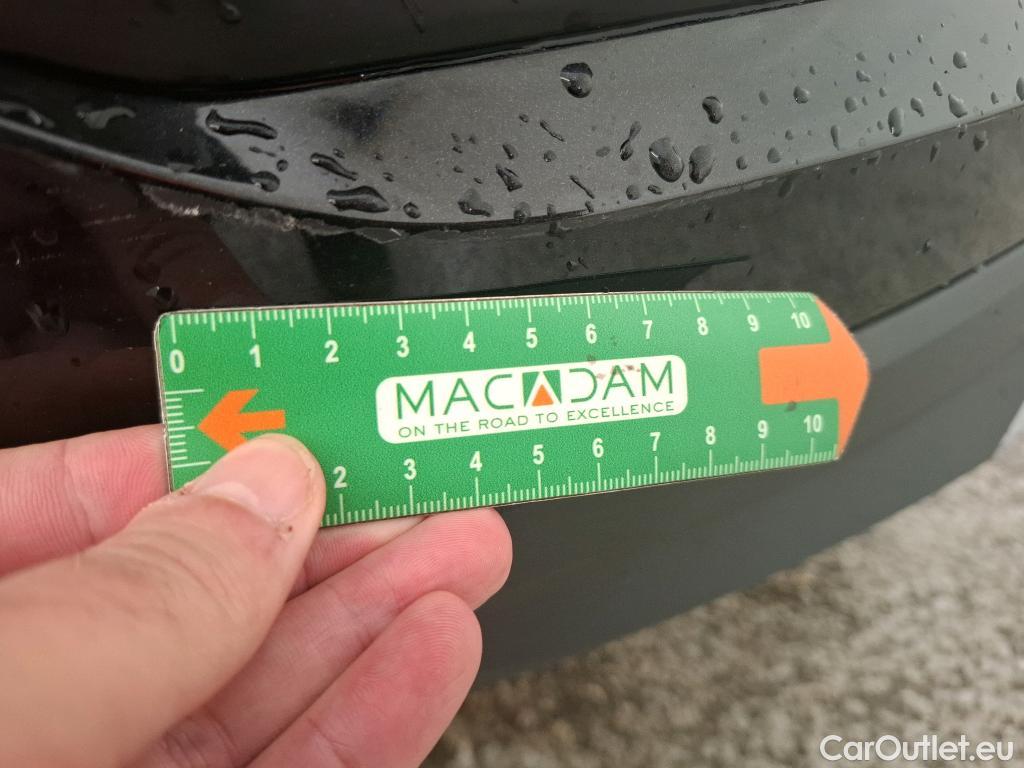 0 1 2 3 4 5 6 7 8 9 10
MACADAM
ON THE ROAD TO EXCELLENCE
2 3 4 5 6 7 8 9 10
CarOutlet.eu